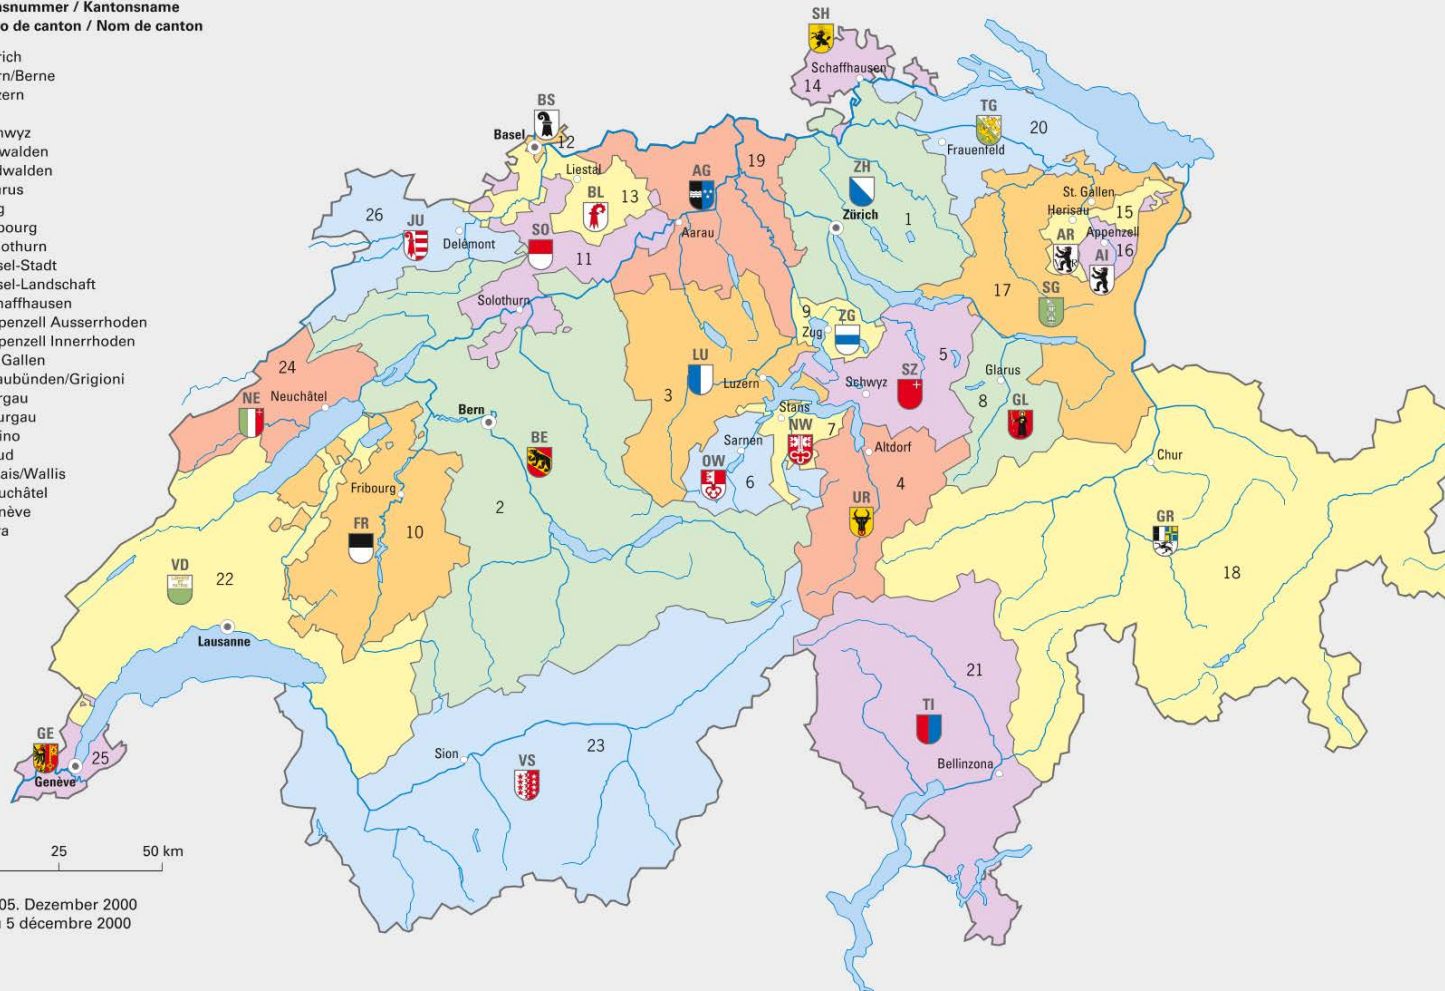 nsnummer / Kantonsname
ro de canton / Nom de canton
rich
rn/Berne
zern
hwyz
walden
dwalden
arus
g
bourg
othurn
sel-Stadt
sel-Landschaft
haffhausen
penzell Ausserrhoden
penzell Innerrhoden
Gallen
aubünden/Grigioni
rgau
urgau
ino
ud
ais/Wallis
uchâtel
nève
ra
SH
Schaffhausen
14
BS
Basel
12
TG
20
Frauenfeld
Liestal
BL
13
AG
19
Aarau
ZH
Zürich
1
St. Gallen
Herisau
15
AR
Appenzell
16
AI
26
JU
Delémont
SO
11
Solothurn
17
SG
9
ZG
Zug
24
NE
Neuchâtel
LU
Luzern
3
5
SZ
Schwyz
Glarus
8
GL
Bern
BE
2
Stans
NW
7
Sarnen
OW
6
Altdorf
4
UR
Chur
GR
18
Fribourg
FR
10
VD
22
Lausanne
21
TI
Bellinzona
GE
25
Genève
Sion
VS
23
25
50 km
05. Dezember 2000
5 décembre 2000